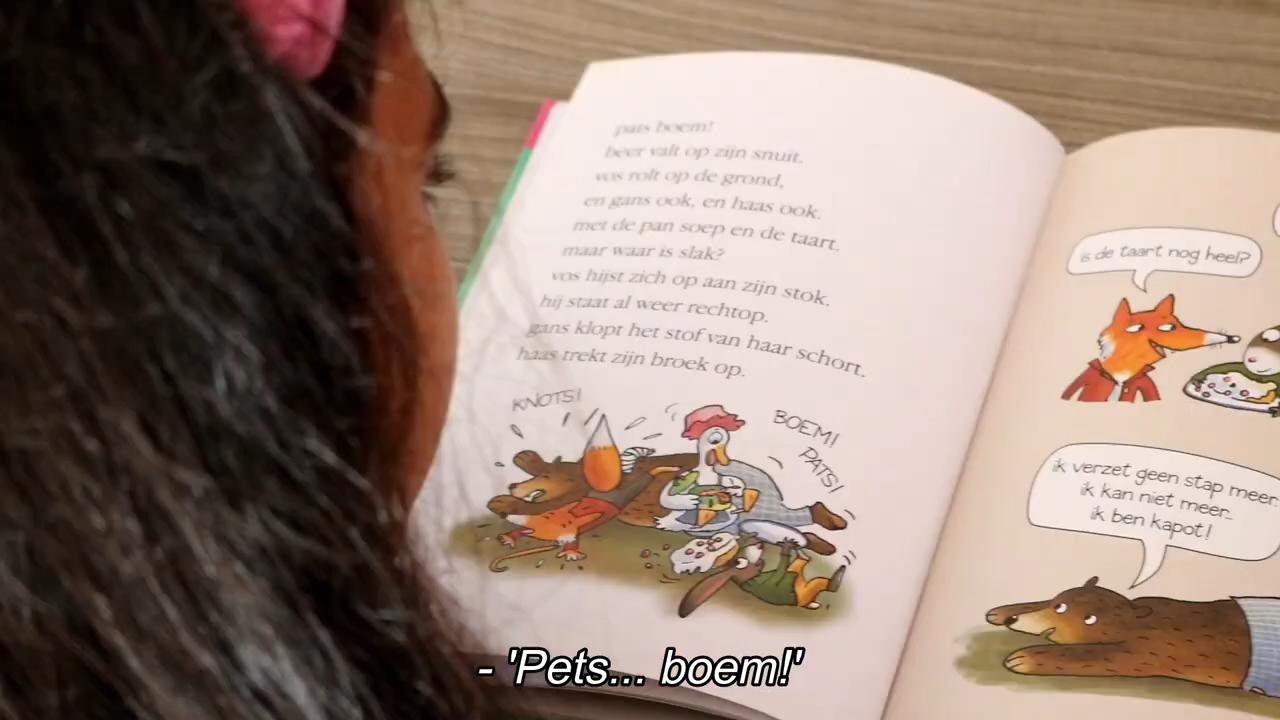 pats boem!
beer valt op zijn snuit.
vos rolt op de grond,
en gans ook, en haas ook.
met de pan soep en de taart.
maar waar is slak?
vos hijst zich op aan zijn stok.
hij staat al weer rechtop.
gans klopt het stof van haar schort.
haas trekt zijn broek op.
KNOTS!
BOEM!
PATS!
is de taart nog heel?
ik verzet geen stap meer.
ik kan niet meer.
ik ben kapot!
- 'Pets... boem!'